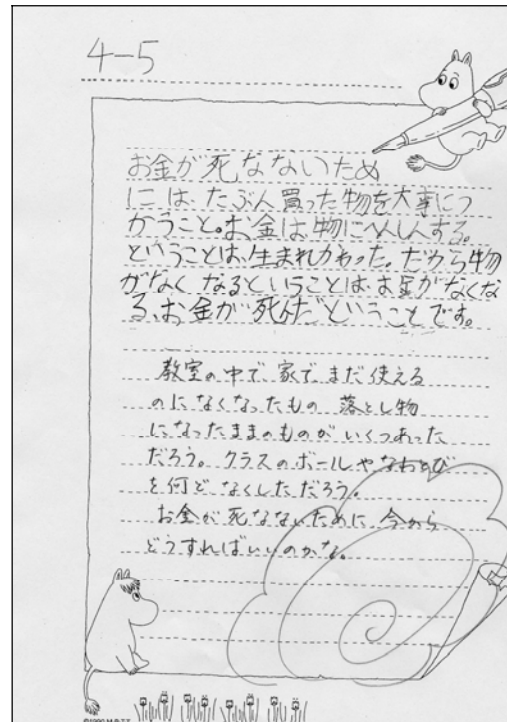 4-5
お金が死なないため
には、たぶん買った物を大事につ
かうこと。お金は物にへんしんする。
ということは、生まれかわった。だから物
がなくなるということは、お金がなくな
る、お金が死んだということです。
教室の中で家でまだ使える
のになくなったもの 落とし物
になったままのものがいくつあった
だろう。クラスのボールやなわとび
を何どなくしただろう。
お金が死なないために今から
どうすればいいのかな。